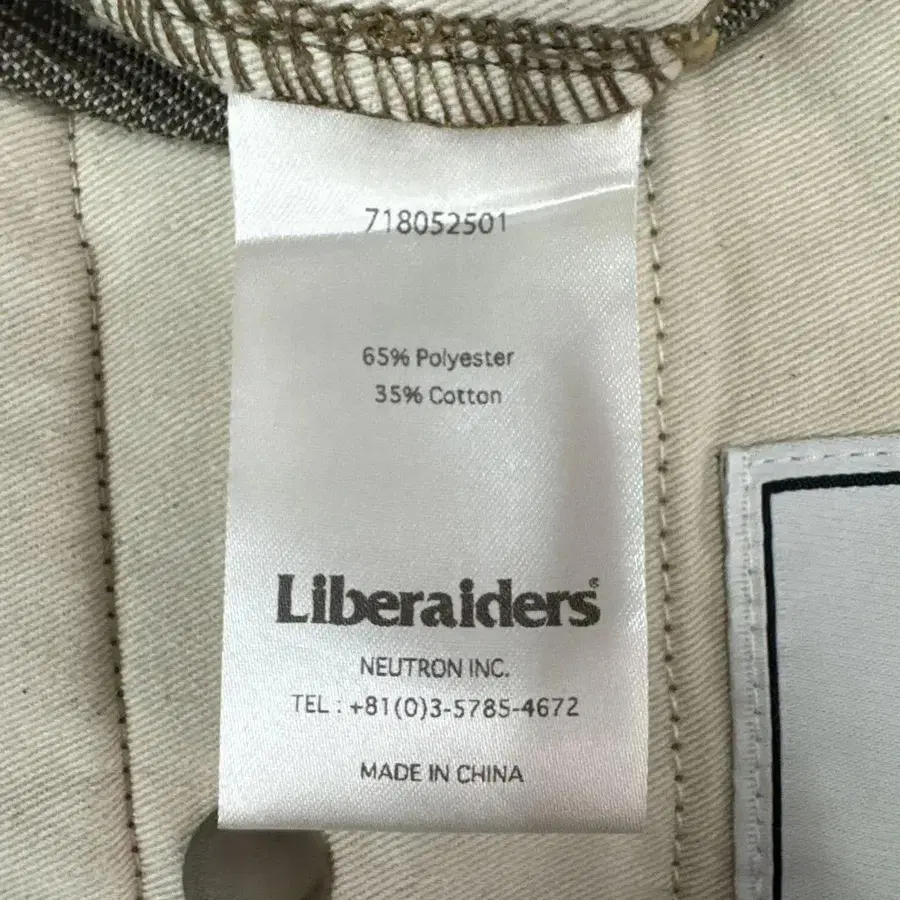 718052501
65% Polyester
35% Cotton
Liberaiders®
NEUTRON INC.
TEL : +81(0)3-5785-4672
MADE IN CHINA